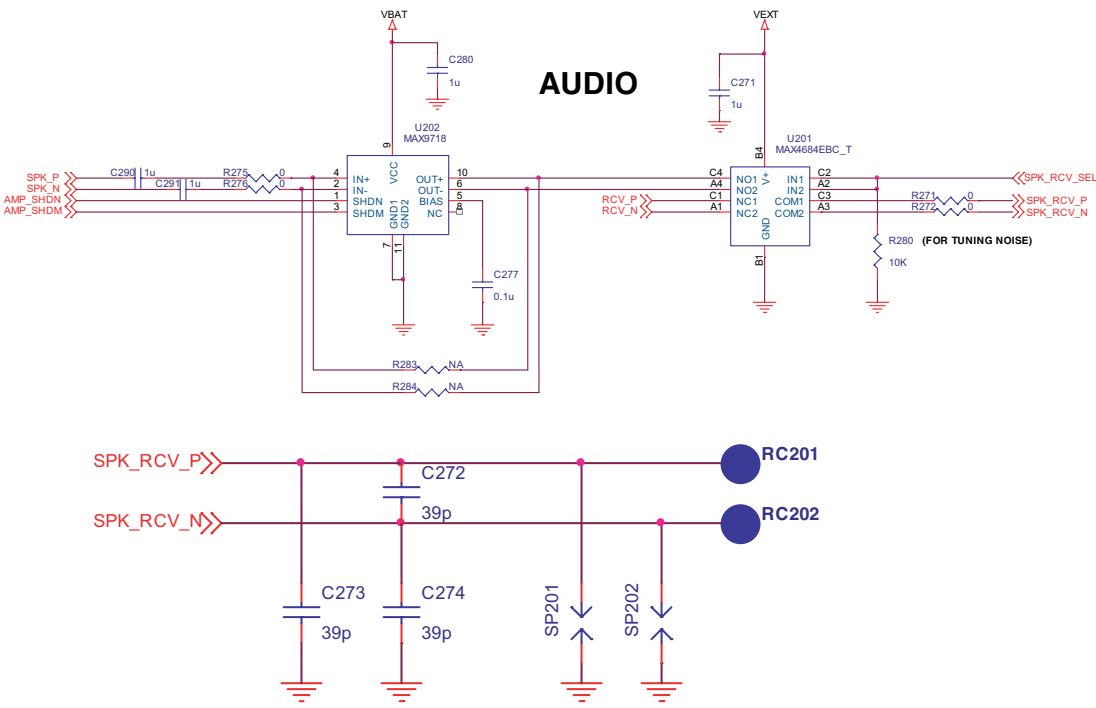 VBAT
VEXT
C280
1u
AUDIO
C271
1u
U202
MAX9718
U201
MAX4684EBC_T
9
B4
VCC
V+
SPK_P
C290
1u
R275
0
4
IN+
OUT+
10
C4
NO1
IN1
C2
SPK_RCV_SEL
SPK_N
C291
1u
R276
0
2
IN-
OUT-
6
A4
NO2
IN2
A2
AMP_SHDN
1
SHDN
BIAS
5
RCV_P
C1
NC1
COM1
C3
R271
0
SPK_RCV_P
AMP_SHDM
3
SHDM
NC
8
RCV_N
A1
NC2
COM2
A3
R272
0
SPK_RCV_N
GND1
GND2
GND
7
11
B1
R280
(FOR TUNING NOISE)
10K
C277
0.1u
R283
NA
R284
NA
SPK_RCV_P
RC201
C272
39p
SPK_RCV_N
RC202
C273
39p
C274
39p
SP201
SP202